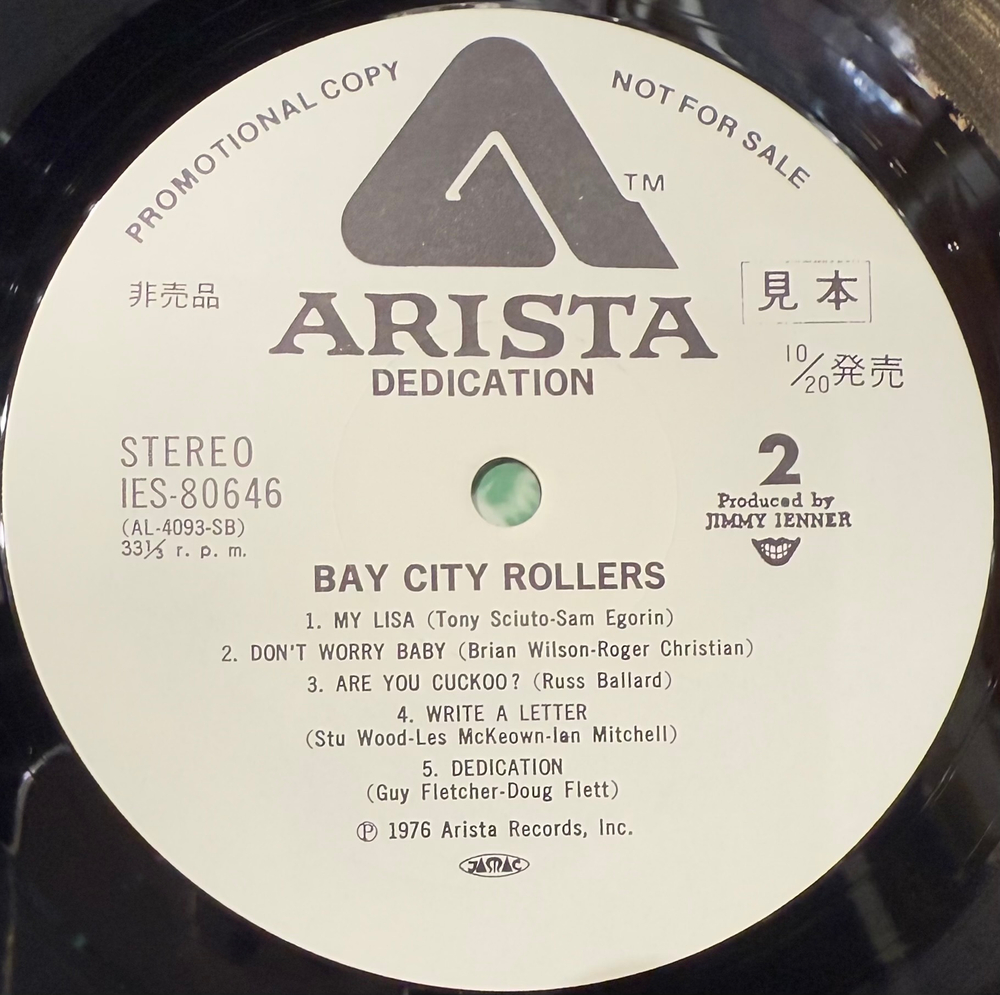 PROMOTIONAL COPY
NOT FOR SALE
TM
非売品
見本
ARISTA
10/20発売
DEDICATION
STEREO
IES-80646
(AL-4093-SB)
33⅓ r. p. m.
2
Produced by
JIMMY IENNER
BAY CITY ROLLERS
1. MY LISA (Tony Sciuto-Sam Egorin)
2. DON'T WORRY BABY (Brian Wilson-Roger Christian)
3. ARE YOU CUCKOO? (Russ Ballard)
4. WRITE A LETTER
(Stu Wood-Les McKeown-Ian Mitchell)
5. DEDICATION
(Guy Fletcher-Doug Flett)
℗ 1976 Arista Records, Inc.
JASRAC